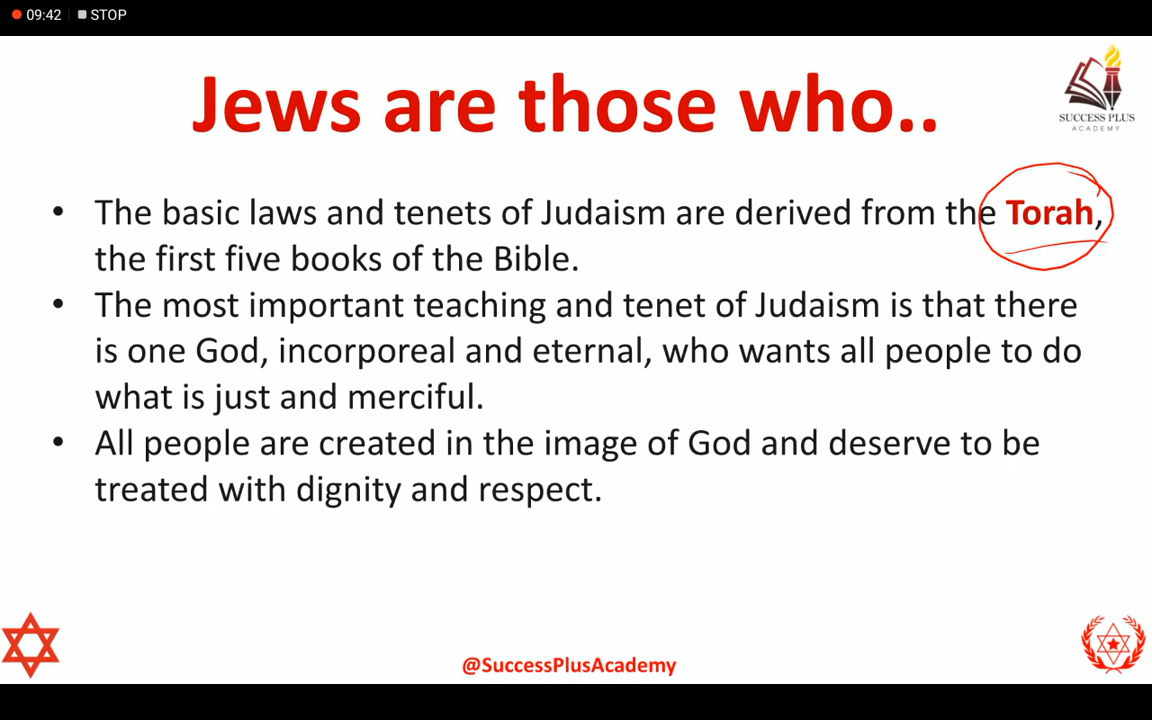 09:42 STOP
Jews are those who..
SUCCESS PLUS
ACADEMY
• The basic laws and tenets of Judaism are derived from the Torah,
the first five books of the Bible.
• The most important teaching and tenet of Judaism is that there
is one God, incorporeal and eternal, who wants all people to do
what is just and merciful.
• All people are created in the image of God and deserve to be
treated with dignity and respect.
@SuccessPlusAcademy